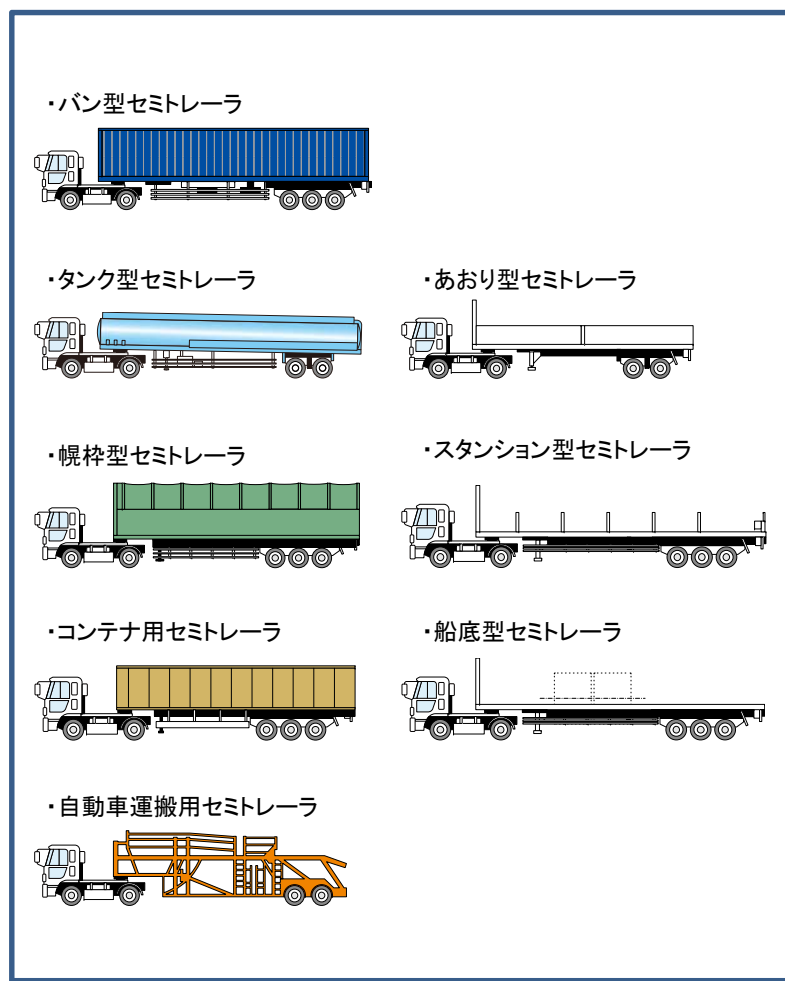 ・バン型セミトレーラ
・タンク型セミトレーラ
・あおり型セミトレーラ
・幌枠型セミトレーラ
・スタンション型セミトレーラ
・コンテナ用セミトレーラ
・船底型セミトレーラ
・自動車運搬用セミトレーラ